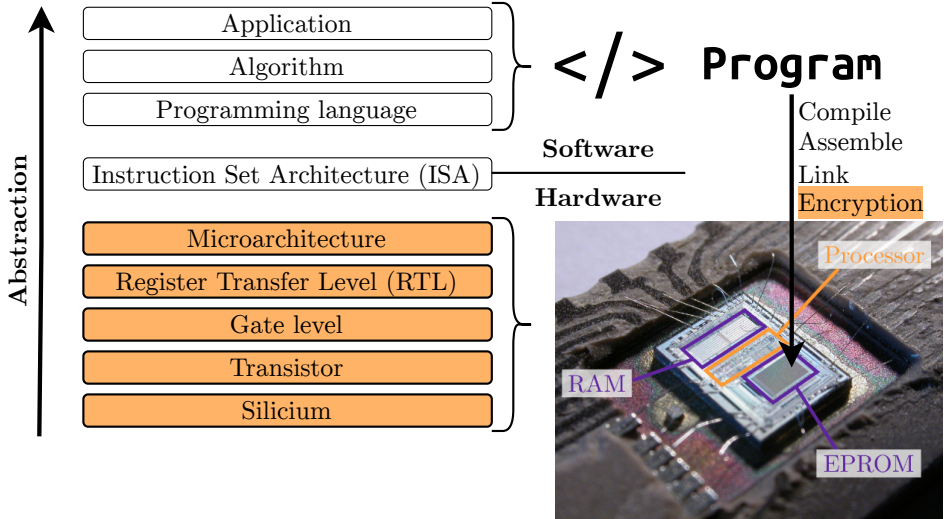 Abstraction
Application
Algorithm
Programming language
Instruction Set Architecture (ISA)
Microarchitecture
Register Transfer Level (RTL)
Gate level
Transistor
Silicium
</> Program
Software
Hardware
Compile
Assemble
Link
Encryption
Processor
RAM
EPROM